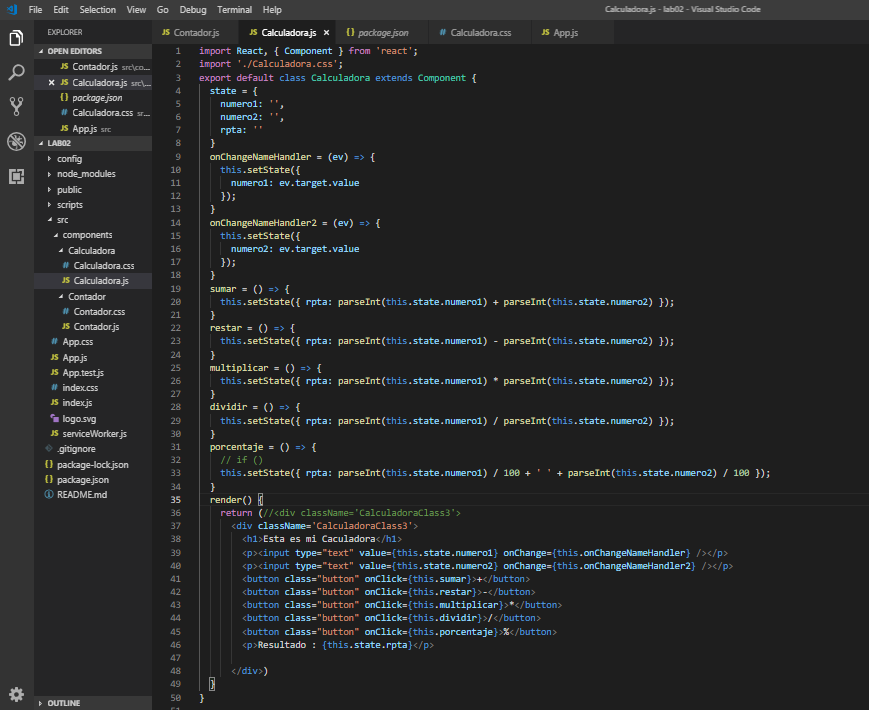 File Edit Selection View Go Debug Terminal Help
Calculadora.js - lab02 - Visual Studio Code
EXPLORER
OPEN EDITORS
JS Contador.js src\co...
× JS Calculadora.js src\...
{} package.json
# Calculadora.css sr...
JS App.js src
LAB02
config
node_modules
public
scripts
src
components
Calculadora
# Calculadora.css
JS Calculadora.js
Contador
# Contador.css
JS Contador.js
# App.css
JS App.js
JS App.test.js
# index.css
JS index.js
logo.svg
JS serviceWorker.js
.gitignore
{} package-lock.json
{} package.json
README.md
OUTLINE
JS Contador.js JS Calculadora.js × {} package.json # Calculadora.css JS App.js
1 import React, { Component } from 'react';
2 import './Calculadora.css';
3 export default class Calculadora extends Component {
4 state = {
5 numero1: '',
6 numero2: '',
7 rpta: ''
8 }
9 onChangeNameHandler = (ev) => {
10 this.setState({
11 numero1: ev.target.value
12 });
13 }
14 onChangeNameHandler2 = (ev) => {
15 this.setState({
16 numero2: ev.target.value
17 });
18 }
19 sumar = () => {
20 this.setState({ rpta: parseInt(this.state.numero1) + parseInt(this.state.numero2) });
21 }
22 restar = () => {
23 this.setState({ rpta: parseInt(this.state.numero1) - parseInt(this.state.numero2) });
24 }
25 multiplicar = () => {
26 this.setState({ rpta: parseInt(this.state.numero1) * parseInt(this.state.numero2) });
27 }
28 dividir = () => {
29 this.setState({ rpta: parseInt(this.state.numero1) / parseInt(this.state.numero2) });
30 }
31 porcentaje = () => {
32 // if ()
33 this.setState({ rpta: parseInt(this.state.numero1) / 100 + ' ' + parseInt(this.state.numero2) / 100 });
34 }
35 render() {
36 return (//<div className='CalculadoraClass3'>
37 <div className='CalculadoraClass3'>
38 <h1>Esta es mi Caculadora</h1>
39 <p><input type="text" value={this.state.numero1} onChange={this.onChangeNameHandler} /></p>
40 <p><input type="text" value={this.state.numero2} onChange={this.onChangeNameHandler2} /></p>
41 <button class="button" onClick={this.sumar}>+</button>
42 <button class="button" onClick={this.restar}>-</button>
43 <button class="button" onClick={this.multiplicar}>*</button>
44 <button class="button" onClick={this.dividir}>/</button>
45 <button class="button" onClick={this.porcentaje}>%</button>
46 <p>Resultado : {this.state.rpta}</p>
47
48 </div>)
49 }
50 }
51